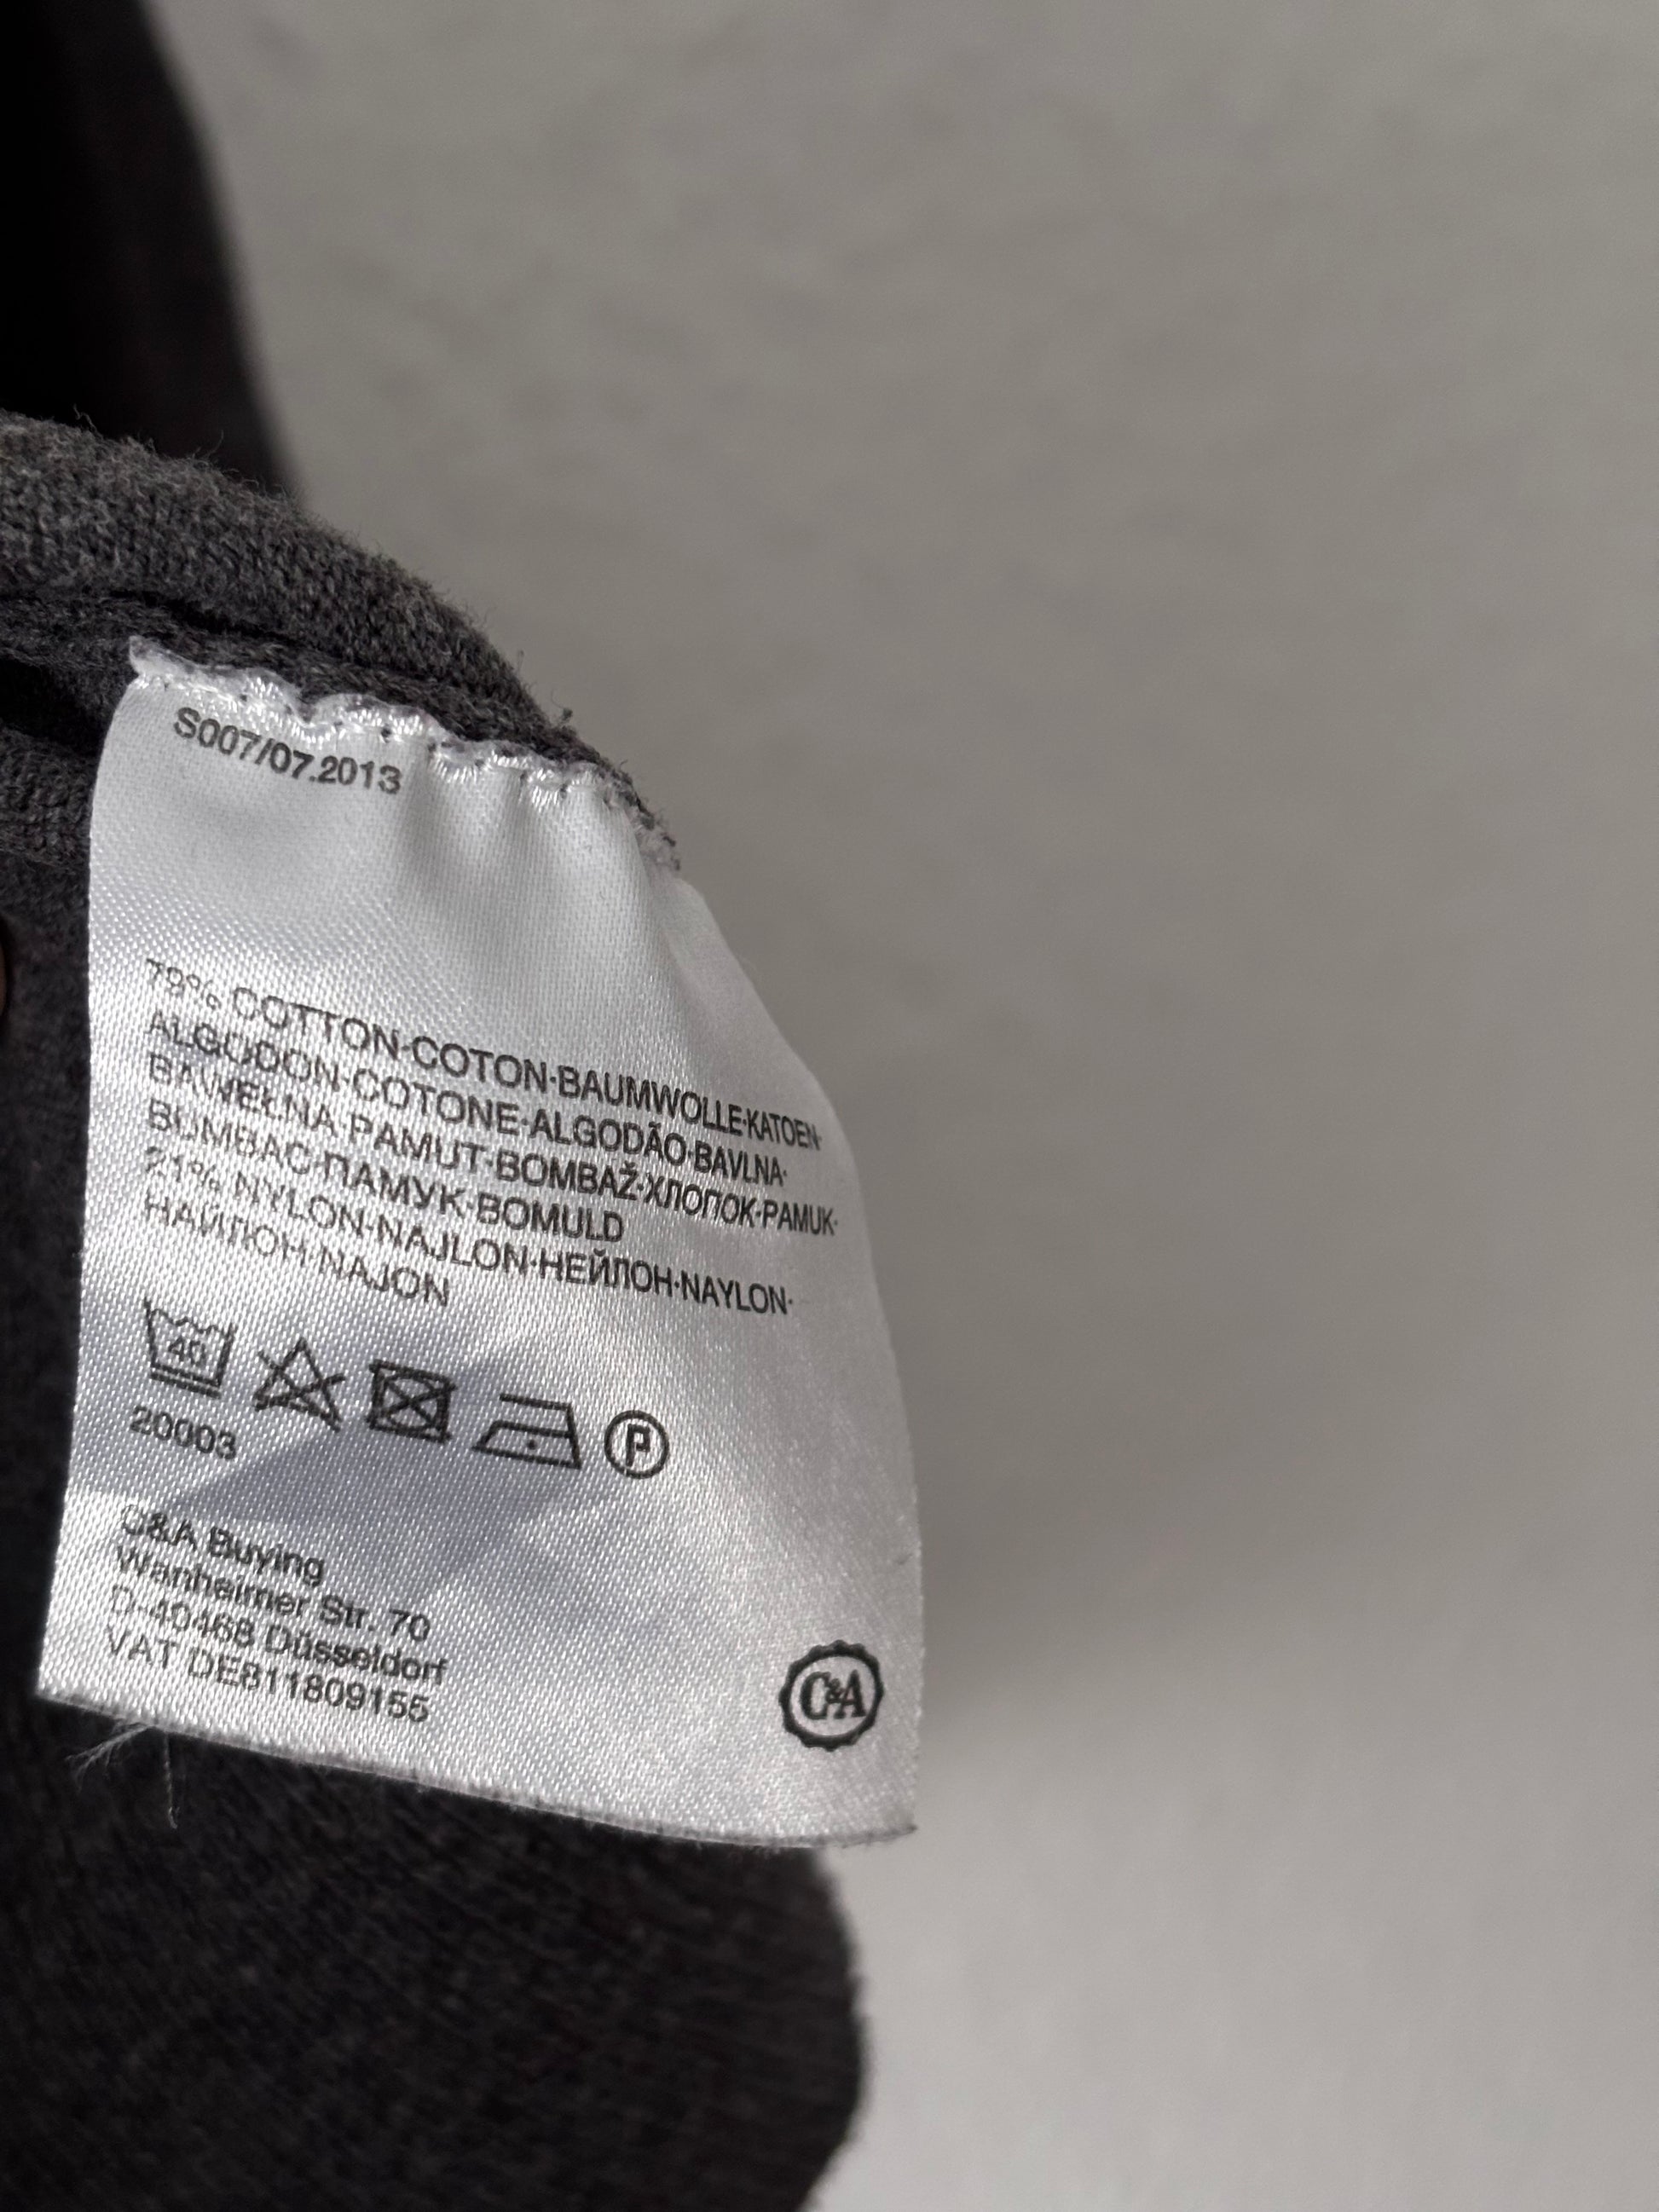 S007/07.2013
79% COTTON·COTON·BAUMWOLLE·KATOEN·
ALGODON·COTONE·ALGODÃO·BAVLNA·
BAWEŁNA·PAMUT·BOMBAŽ·ХЛОПОК·PAMUK·
BUMBAC·ПАМУК·BOMULD
21% NYLON·NAJLON·НЕЙЛОН·NAYLON·
НАЙЛОН·NAJON
40
P
20003
C&A Buying
Wanheimer Str. 70
D-40468 Düsseldorf
VAT DE811809155
C&A